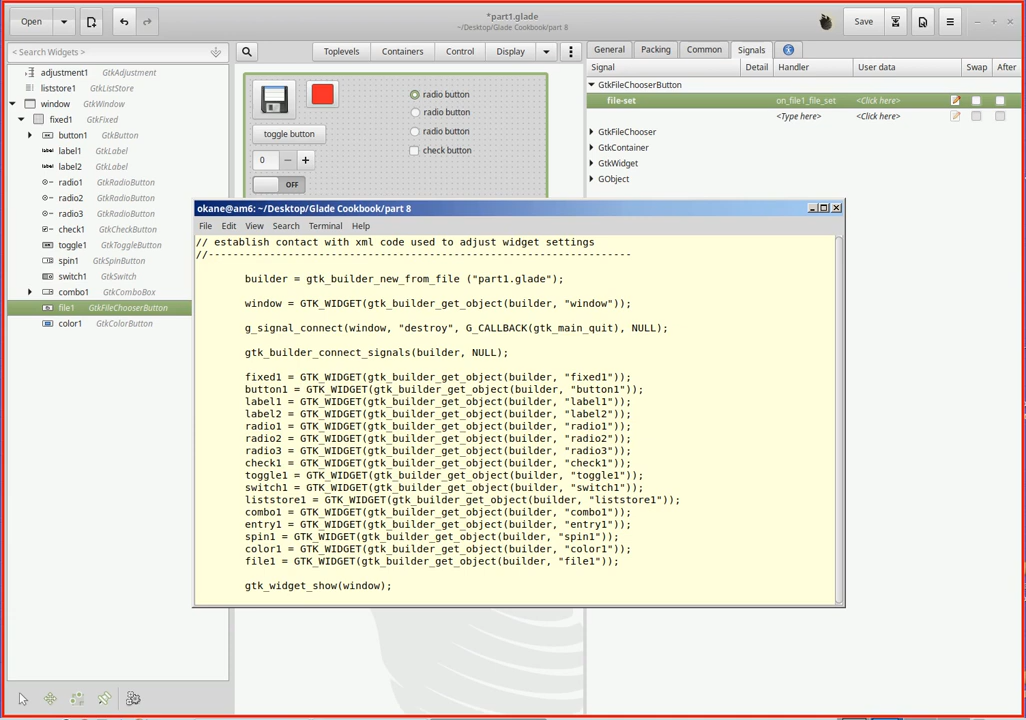 Open
*part1.glade
~/Desktop/Glade Cookbook/part 8
Save
< Search Widgets >
adjustment1 GtkAdjustment
liststore1 GtkListStore
window GtkWindow
fixed1 GtkFixed
button1 GtkButton
label1 GtkLabel
label2 GtkLabel
radio1 GtkRadioButton
radio2 GtkRadioButton
radio3 GtkRadioButton
check1 GtkCheckButton
toggle1 GtkToggleButton
spin1 GtkSpinButton
switch1 GtkSwitch
combo1 GtkComboBox
file1 GtkFileChooserButton
color1 GtkColorButton
Toplevels Containers Control Display
radio button
radio button
radio button
check button
toggle button
0 − +
OFF
General Packing Common Signals
Signal Detail Handler User data Swap After
GtkFileChooserButton
file-set on_file1_file_set <Click here>
<Type here> <Click here>
GtkFileChooser
GtkContainer
GtkWidget
GObject
okane@am6: ~/Desktop/Glade Cookbook/part 8
File Edit View Search Terminal Help
// establish contact with xml code used to adjust widget settings
//---------------------------------------------------------------------
builder = gtk_builder_new_from_file ("part1.glade");
window = GTK_WIDGET(gtk_builder_get_object(builder, "window"));
g_signal_connect(window, "destroy", G_CALLBACK(gtk_main_quit), NULL);
gtk_builder_connect_signals(builder, NULL);
fixed1 = GTK_WIDGET(gtk_builder_get_object(builder, "fixed1"));
button1 = GTK_WIDGET(gtk_builder_get_object(builder, "button1"));
label1 = GTK_WIDGET(gtk_builder_get_object(builder, "label1"));
label2 = GTK_WIDGET(gtk_builder_get_object(builder, "label2"));
radio1 = GTK_WIDGET(gtk_builder_get_object(builder, "radio1"));
radio2 = GTK_WIDGET(gtk_builder_get_object(builder, "radio2"));
radio3 = GTK_WIDGET(gtk_builder_get_object(builder, "radio3"));
check1 = GTK_WIDGET(gtk_builder_get_object(builder, "check1"));
toggle1 = GTK_WIDGET(gtk_builder_get_object(builder, "toggle1"));
switch1 = GTK_WIDGET(gtk_builder_get_object(builder, "switch1"));
liststore1 = GTK_WIDGET(gtk_builder_get_object(builder, "liststore1"));
combo1 = GTK_WIDGET(gtk_builder_get_object(builder, "combo1"));
entry1 = GTK_WIDGET(gtk_builder_get_object(builder, "entry1"));
spin1 = GTK_WIDGET(gtk_builder_get_object(builder, "spin1"));
color1 = GTK_WIDGET(gtk_builder_get_object(builder, "color1"));
file1 = GTK_WIDGET(gtk_builder_get_object(builder, "file1"));
gtk_widget_show(window);